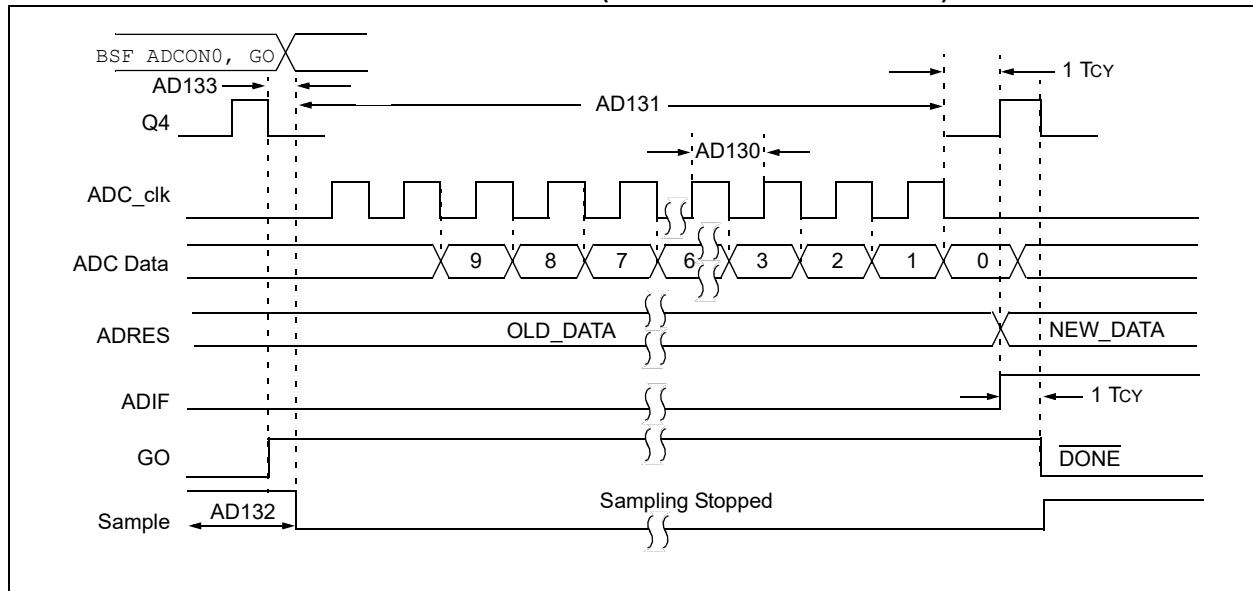 BSF ADCON0, GO
1 TCY
AD133
AD131
Q4
AD130
ADC_clk
ADC Data 9 8 7 6 3 2 1 0
ADRES OLD_DATA NEW_DATA
ADIF 1 TCY
GO DONE
AD132 Sampling Stopped
Sample